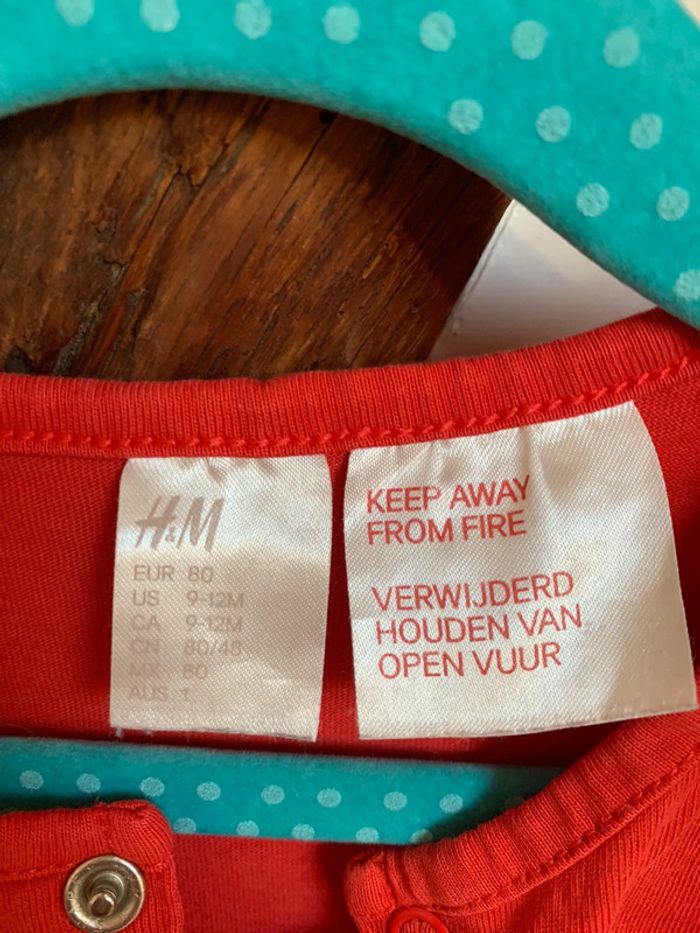 H&M
EUR 80
US 9-12M
CA 9-12M
CN 80/48
MX 80
AUS 1
KEEP AWAY
FROM FIRE
VERWIJDERD
HOUDEN VAN
OPEN VUUR